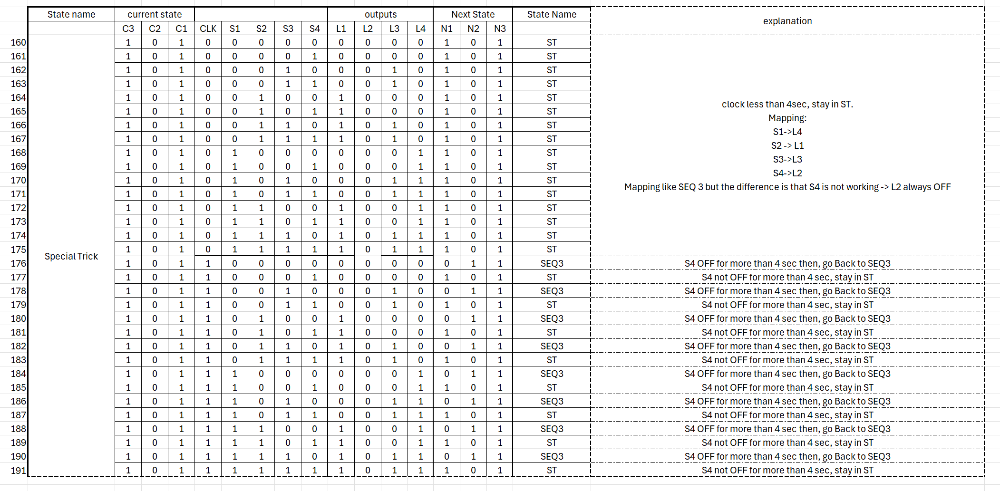 State name current state outputs Next State State Name explanation
C3 C2 C1 CLK S1 S2 S3 S4 L1 L2 L3 L4 N1 N2 N3
160 1 0 1 0 0 0 0 0 0 0 0 0 1 0 1 ST
161 1 0 1 0 0 0 0 1 0 0 0 0 1 0 1 ST
162 1 0 1 0 0 0 1 0 0 0 1 0 1 0 1 ST
163 1 0 1 0 0 0 1 1 0 0 1 0 1 0 1 ST
164 1 0 1 0 0 1 0 0 1 0 0 0 1 0 1 ST
clock less than 4sec, stay in ST.
165 1 0 1 0 0 1 0 1 1 0 0 0 1 0 1 ST
Mapping:
166 1 0 1 0 0 1 1 0 1 0 1 0 1 0 1 ST
S1->L4
167 1 0 1 0 0 1 1 1 1 0 1 0 1 0 1 ST
S2 -> L1
168 1 0 1 0 1 0 0 0 0 0 0 1 1 0 1 ST
S3->L3
169 1 0 1 0 1 0 0 1 0 0 0 1 1 0 1 ST
S4->L2
170 1 0 1 0 1 0 1 0 0 0 1 1 1 0 1 ST
Mapping like SEQ 3 but the difference is that S4 is not working -> L2 always OFF
171 1 0 1 0 1 0 1 1 0 0 1 1 1 0 1 ST
172 1 0 1 0 1 1 0 0 1 0 0 1 1 0 1 ST
173 1 0 1 0 1 1 0 1 1 0 0 1 1 0 1 ST
174 1 0 1 0 1 1 1 0 1 0 1 1 1 0 1 ST
175 1 0 1 0 1 1 1 1 1 0 1 1 1 0 1 ST
Special Trick
176 1 0 1 1 0 0 0 0 0 0 0 0 0 1 1 SEQ3 S4 OFF for more than 4 sec then, go Back to SEQ3
177 1 0 1 1 0 0 0 1 0 0 0 0 1 0 1 ST S4 not OFF for more than 4 sec, stay in ST
178 1 0 1 1 0 0 1 0 0 0 1 0 0 1 1 SEQ3 S4 OFF for more than 4 sec then, go Back to SEQ3
179 1 0 1 1 0 0 1 1 0 0 1 0 1 0 1 ST S4 not OFF for more than 4 sec, stay in ST
180 1 0 1 1 0 1 0 0 1 0 0 0 0 1 1 SEQ3 S4 OFF for more than 4 sec then, go Back to SEQ3
181 1 0 1 1 0 1 0 1 1 0 0 0 1 0 1 ST S4 not OFF for more than 4 sec, stay in ST
182 1 0 1 1 0 1 1 0 1 0 1 0 0 1 1 SEQ3 S4 OFF for more than 4 sec then, go Back to SEQ3
183 1 0 1 1 0 1 1 1 1 0 1 0 1 0 1 ST S4 not OFF for more than 4 sec, stay in ST
184 1 0 1 1 1 0 0 0 0 0 0 1 0 1 1 SEQ3 S4 OFF for more than 4 sec then, go Back to SEQ3
185 1 0 1 1 1 0 0 1 0 0 0 1 1 0 1 ST S4 not OFF for more than 4 sec, stay in ST
186 1 0 1 1 1 0 1 0 0 0 1 1 0 1 1 SEQ3 S4 OFF for more than 4 sec then, go Back to SEQ3
187 1 0 1 1 1 0 1 1 0 0 1 1 1 0 1 ST S4 not OFF for more than 4 sec, stay in ST
188 1 0 1 1 1 1 0 0 1 0 0 1 0 1 1 SEQ3 S4 OFF for more than 4 sec then, go Back to SEQ3
189 1 0 1 1 1 1 0 1 1 0 0 1 1 0 1 ST S4 not OFF for more than 4 sec, stay in ST
190 1 0 1 1 1 1 1 0 1 0 1 1 0 1 1 SEQ3 S4 OFF for more than 4 sec then, go Back to SEQ3
191 1 0 1 1 1 1 1 1 1 0 1 1 1 0 1 ST S4 not OFF for more than 4 sec, stay in ST